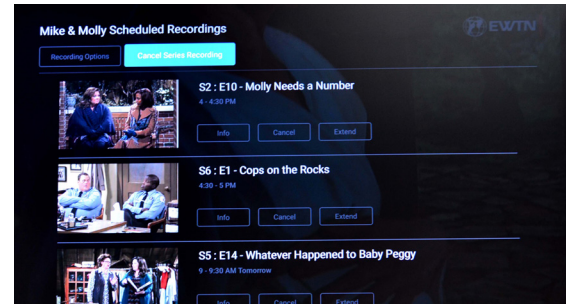 Mike & Molly Scheduled Recordings
EWTN
Recording Options
Cancel Series Recording
S2 : E10 - Molly Needs a Number
4 - 4:30 PM
Info
Cancel
Extend
S6 : E1 - Cops on the Rocks
4:30 - 5 PM
Info
Cancel
Extend
S5 : E14 - Whatever Happened to Baby Peggy
9 - 9:30 AM Tomorrow
Info
Cancel
Extend